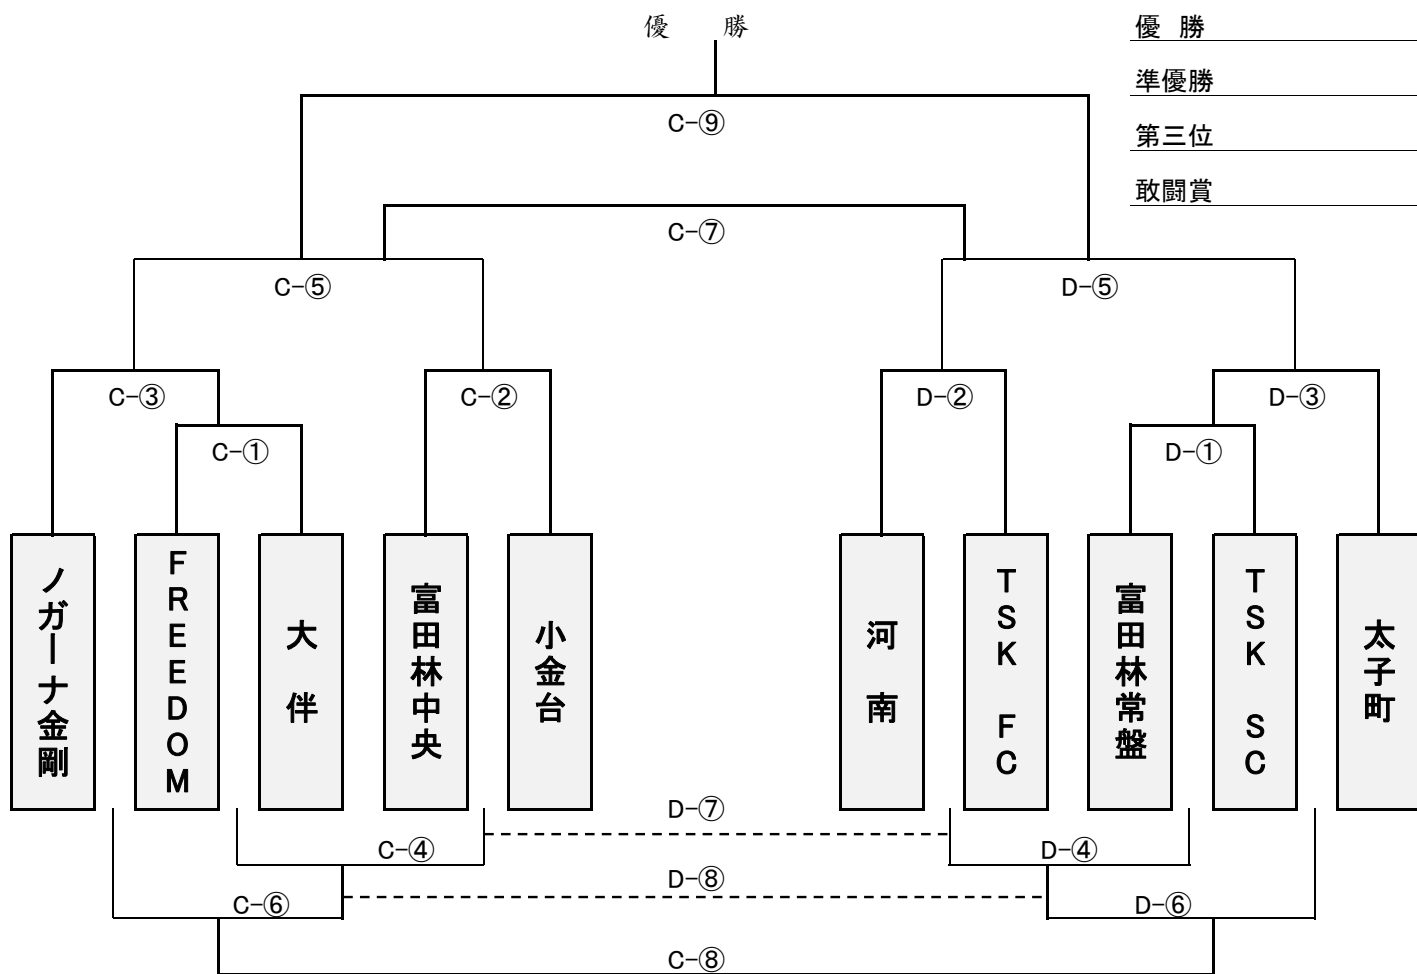 優 勝
優 勝
準優勝
第三位
敢闘賞
C-⑨
C-⑦
C-⑤
D-⑤
C-③
C-②
D-②
D-③
C-①
D-①
ノガーナ金剛
FREEDOM
大 伴
富田林中央
小金台
河 南
TSK FC
富田林常盤
TSK SC
太子町
D-⑦
C-④
D-④
D-⑧
C-⑥
D-⑥
C-⑧